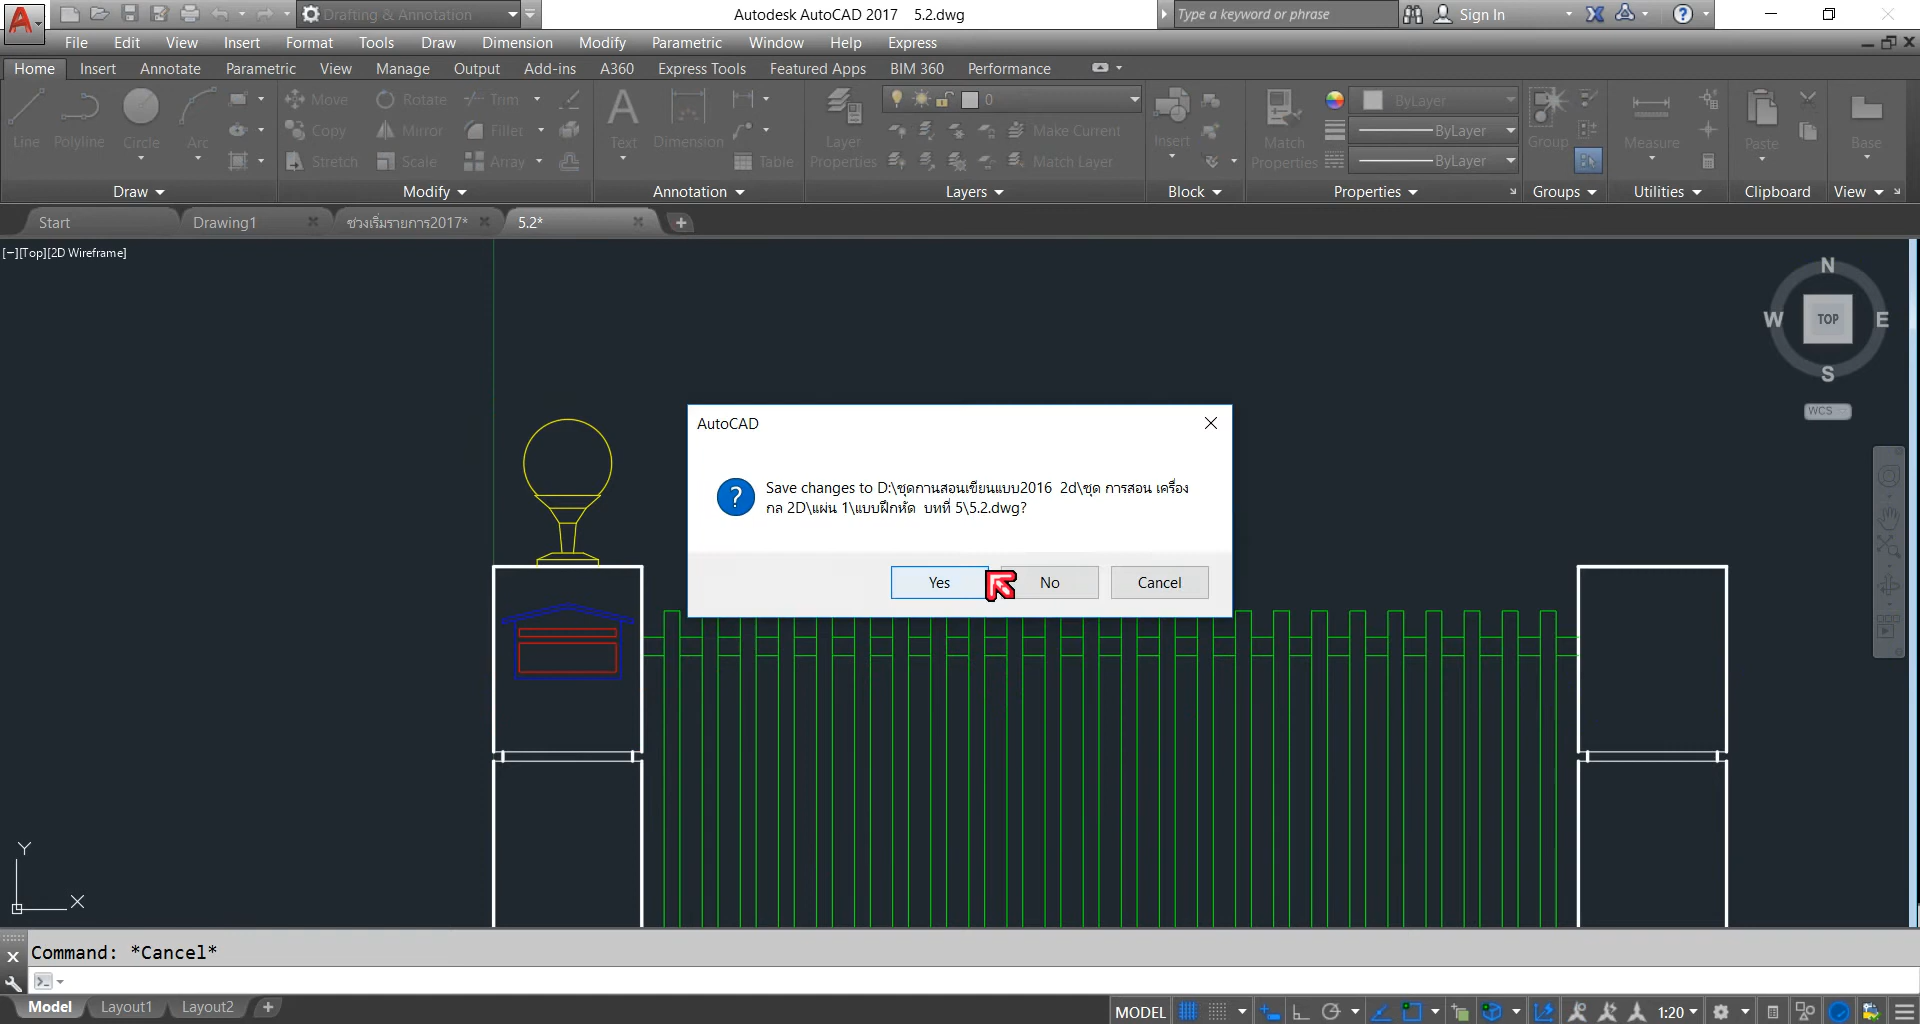 Drafting & Annotation
Autodesk AutoCAD 2017 5.2.dwg
Type a keyword or phrase
Sign In
File Edit View Insert Format Tools Draw Dimension Modify Parametric Window Help Express
Home Insert Annotate Parametric View Manage Output Add-ins A360 Express Tools Featured Apps BIM 360 Performance
Move Rotate Trim 0 ByLayer
Copy Mirror Fillet Make Current ByLayer
Line Polyline Circle Arc Text Dimension Layer Properties Insert Match Properties Group Measure Paste Base
Stretch Scale Array Table Match Layer ByLayer
Draw Modify Annotation Layers Block Properties Groups Utilities Clipboard View
Start Drawing1 ช่วงเริ่มรายการ2017* 5.2*
[−][Top][2D Wireframe]
N
W TOP E
S
WCS
AutoCAD
Save changes to D:\ชุดกานสอนเขียนแบบ2016 2d\ชุด การสอน เครื่อง
กล 2D\แผ่น 1\แบบฝึกหัด บทที่ 5\5.2.dwg?
Yes No Cancel
Y
X
Command: *Cancel*
Model Layout1 Layout2
MODEL 1:20